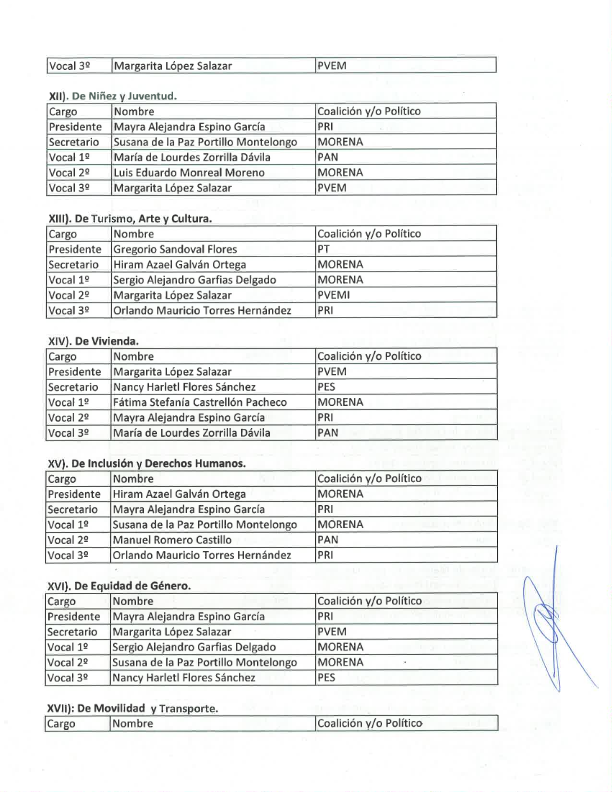 Vocal 3º Margarita López Salazar PVEM
XII). De Niñez y Juventud.
Cargo Nombre Coalición y/o Político
Presidente Mayra Alejandra Espino García PRI
Secretario Susana de la Paz Portillo Montelongo MORENA
Vocal 1º María de Lourdes Zorrilla Dávila PAN
Vocal 2º Luis Eduardo Monreal Moreno MORENA
Vocal 3º Margarita López Salazar PVEM
XIII). De Turismo, Arte y Cultura.
Cargo Nombre Coalición y/o Político
Presidente Gregorio Sandoval Flores PT
Secretario Hiram Azael Galván Ortega MORENA
Vocal 1º Sergio Alejandro Garfias Delgado MORENA
Vocal 2º Margarita López Salazar PVEMI
Vocal 3º Orlando Mauricio Torres Hernández PRI
XIV). De Vivienda.
Cargo Nombre Coalición y/o Político
Presidente Margarita López Salazar PVEM
Secretario Nancy Harletl Flores Sánchez PES
Vocal 1º Fátima Stefanía Castrellón Pacheco MORENA
Vocal 2º Mayra Alejandra Espino García PRI
Vocal 3º María de Lourdes Zorrilla Dávila PAN
XV). De Inclusión y Derechos Humanos.
Cargo Nombre Coalición y/o Político
Presidente Hiram Azael Galván Ortega MORENA
Secretario Mayra Alejandra Espino García PRI
Vocal 1º Susana de la Paz Portillo Montelongo MORENA
Vocal 2º Manuel Romero Castillo PAN
Vocal 3º Orlando Mauricio Torres Hernández PRI
XVI). De Equidad de Género.
Cargo Nombre Coalición y/o Político
Presidente Mayra Alejandra Espino García PRI
Secretario Margarita López Salazar PVEM
Vocal 1º Sergio Alejandro Garfias Delgado MORENA
Vocal 2º Susana de la Paz Portillo Montelongo MORENA
Vocal 3º Nancy Harletl Flores Sánchez PES
XVII): De Movilidad y Transporte.
Cargo Nombre Coalición y/o Político